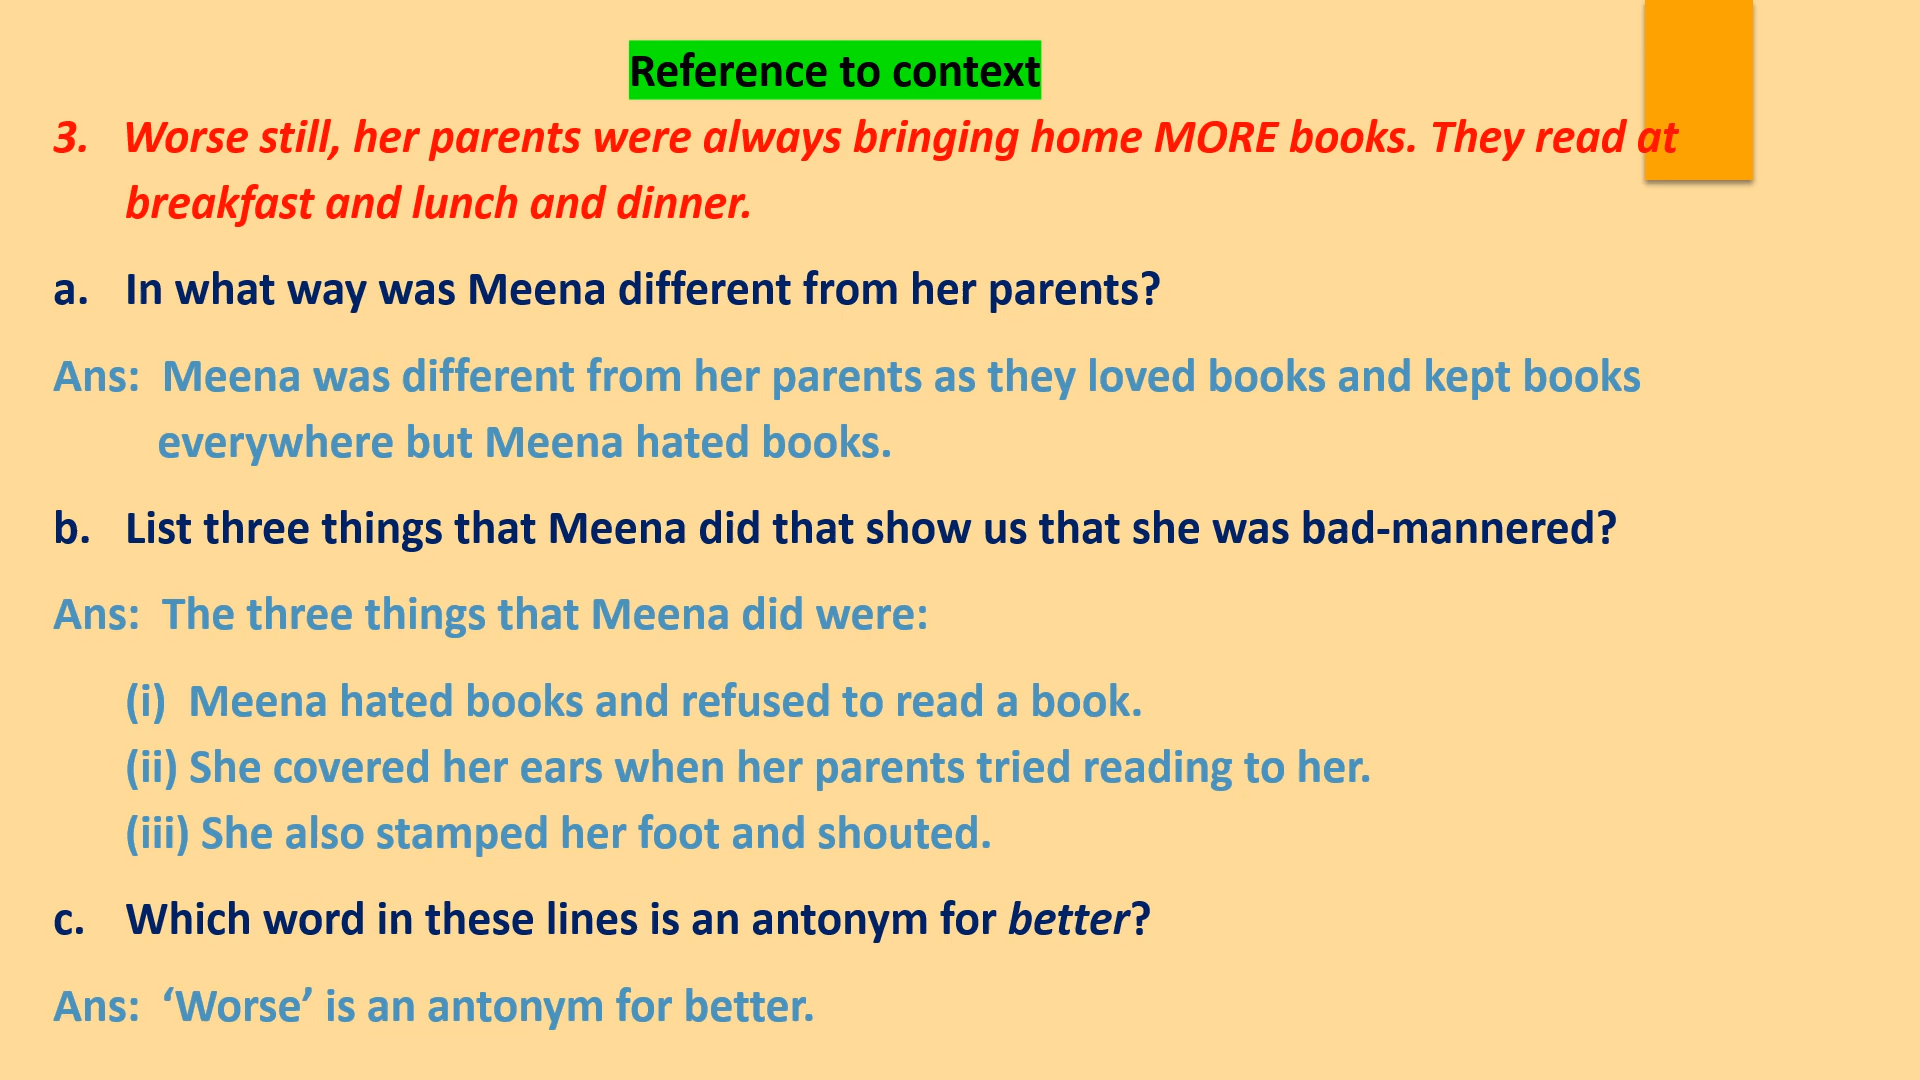 Reference to context
3. Worse still, her parents were always bringing home MORE books. They read at
breakfast and lunch and dinner.
a. In what way was Meena different from her parents?
Ans: Meena was different from her parents as they loved books and kept books
everywhere but Meena hated books.
b. List three things that Meena did that show us that she was bad-mannered?
Ans: The three things that Meena did were:
(i) Meena hated books and refused to read a book.
(ii) She covered her ears when her parents tried reading to her.
(iii) She also stamped her foot and shouted.
c. Which word in these lines is an antonym for better?
Ans: ‘Worse’ is an antonym for better.